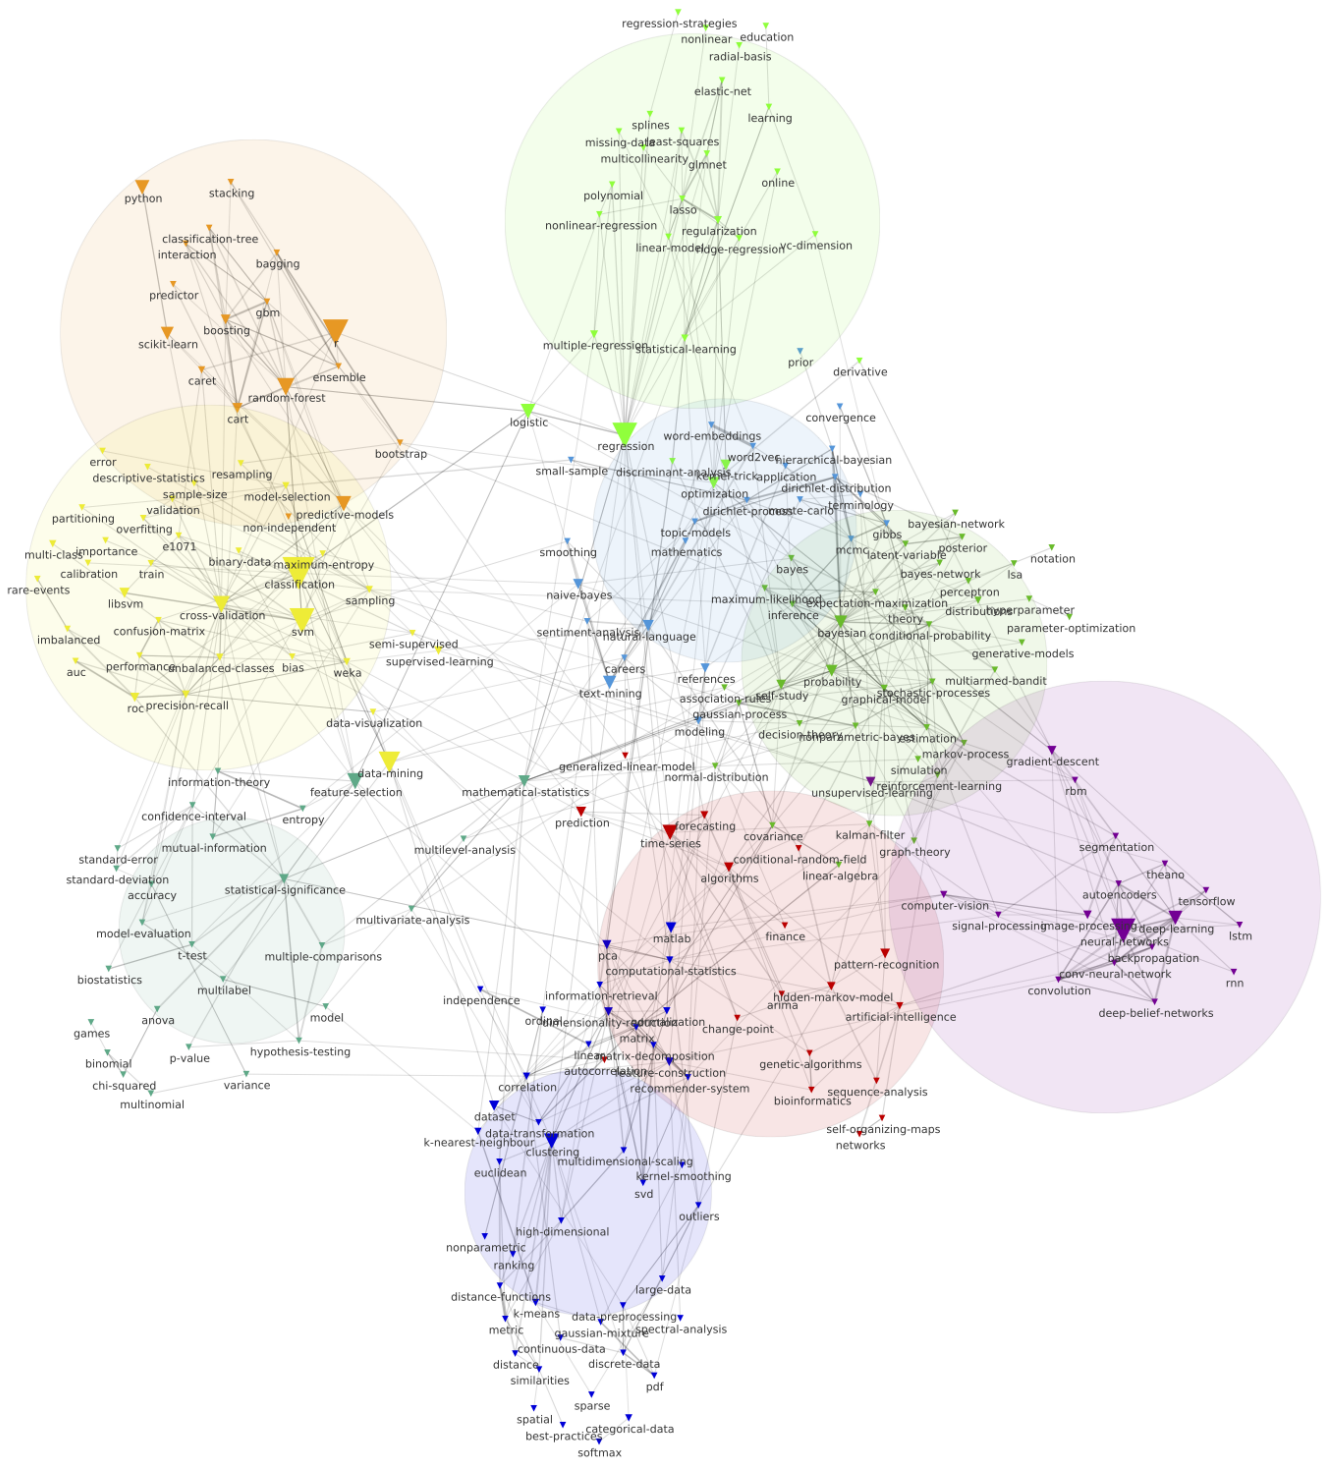 regression-strategies
nonlinear
education
radial-basis
elastic-net
learning
splines
missing-data
least-squares
multicollinearity
glmnet
online
polynomial
lasso
nonlinear-regression
regularization
linear-model
ridge-regression
vc-dimension
multiple-regression
statistical-learning
python
stacking
classification-tree
interaction
bagging
predictor
gbm
boosting
scikit-learn
r
caret
ensemble
random-forest
cart
bootstrap
logistic
regression
prior
derivative
convergence
word-embeddings
word2vec
hierarchical-bayesian
small-sample
discriminant-analysis
kernel-trick
application
optimization
dirichlet-distribution
dirichlet-process
monte-carlo
terminology
topic-models
gibbs
mathematics
mcmc
smoothing
naive-bayes
sentiment-analysis
natural-language
careers
text-mining
references
modeling
error
descriptive-statistics
resampling
sample-size
model-selection
validation
predictive-models
partitioning
overfitting
non-independent
multi-class
importance
e1071
binary-data
maximum-entropy
calibration
train
classification
rare-events
libsvm
cross-validation
sampling
imbalanced
confusion-matrix
svm
semi-supervised
auc
performance
unbalanced-classes
bias
weka
supervised-learning
roc
precision-recall
data-visualization
data-mining
bayesian-network
latent-variable
posterior
notation
bayes
bayes-network
lsa
perceptron
maximum-likelihood
expectation-maximization
distributions
hyperparameter
inference
theory
parameter-optimization
bayesian
conditional-probability
generative-models
probability
multiarmed-bandit
self-study
stochastic-processes
association-rules
graphical-model
gaussian-process
decision-theory
nonparametric-bayes
estimation
markov-process
normal-distribution
simulation
reinforcement-learning
covariance
kalman-filter
graph-theory
linear-algebra
gradient-descent
rbm
unsupervised-learning
segmentation
theano
autoencoders
tensorflow
computer-vision
signal-processing
image-processing
deep-learning
neural-networks
lstm
backpropagation
conv-neural-network
rnn
convolution
deep-belief-networks
information-theory
feature-selection
mathematical-statistics
confidence-interval
entropy
mutual-information
multilevel-analysis
standard-error
standard-deviation
statistical-significance
accuracy
multivariate-analysis
model-evaluation
t-test
multiple-comparisons
biostatistics
multilabel
model
anova
games
binomial
p-value
hypothesis-testing
chi-squared
variance
multinomial
generalized-linear-model
prediction
time-series
forecasting
conditional-random-field
algorithms
finance
pattern-recognition
arima
hidden-markov-model
artificial-intelligence
change-point
genetic-algorithms
autocorrelation
bioinformatics
sequence-analysis
self-organizing-maps
networks
matlab
pca
computational-statistics
independence
information-retrieval
ordinal
dimensionality-reduction
normalization
matrix
linear
matrix-decomposition
feature-construction
correlation
recommender-system
dataset
data-transformation
k-nearest-neighbour
clustering
multidimensional-scaling
euclidean
kernel-smoothing
svd
outliers
high-dimensional
nonparametric
ranking
large-data
distance-functions
k-means
data-preprocessing
metric
gaussian-mixture
spectral-analysis
continuous-data
distance
discrete-data
similarities
pdf
sparse
spatial
categorical-data
best-practices
softmax